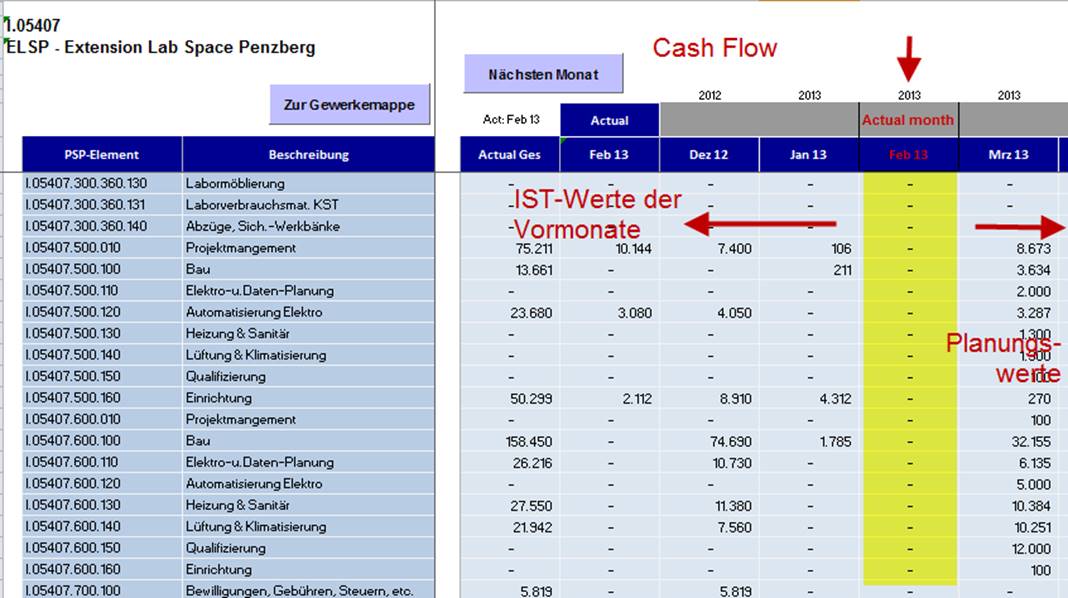 I.05407
ELSP - Extension Lab Space Penzberg
Zur Gewerkemappe
Nächsten Monat
Cash Flow
2012 2013 2013 2013
Act: Feb 13 Actual Actual month
PSP-Element Beschreibung Actual Ges Feb 13 Dez 12 Jan 13 Feb 13 Mrz 13
IST-Werte der
Vormonate
Planungs-
werte
I.05407.300.360.130 Labormöblierung - - - - - -
I.05407.300.360.131 Laborverbrauchsmat. KST - - - - - -
I.05407.300.360.140 Abzüge, Sich.-Werkbänke - - - - - -
I.05407.500.010 Projektmangement 75.211 10.144 7.400 106 - 8.673
I.05407.500.100 Bau 13.661 - - 211 - 3.634
I.05407.500.110 Elektro-u.Daten-Planung - - - - - 2.000
I.05407.500.120 Automatisierung Elektro 23.680 3.080 4.050 - - 3.287
I.05407.500.130 Heizung & Sanitär - - - - - 1.300
I.05407.500.140 Lüftung & Klimatisierung - - - - -
I.05407.500.150 Qualifizierung - - - - - 100
I.05407.500.160 Einrichtung 50.299 2.112 8.910 4.312 - 270
I.05407.600.010 Projektmangement - - - - - 100
I.05407.600.100 Bau 158.450 - 74.690 1.785 - 32.155
I.05407.600.110 Elektro-u.Daten-Planung 26.216 - 10.730 - - 6.135
I.05407.600.120 Automatisierung Elektro - - - - - 5.000
I.05407.600.130 Heizung & Sanitär 27.550 - 11.380 - - 10.384
I.05407.600.140 Lüftung & Klimatisierung 21.942 - 7.560 - - 10.251
I.05407.600.150 Qualifizierung - - - - - 12.000
I.05407.600.160 Einrichtung - - - - - 100
I.05407.700.100 Bewilligungen, Gebühren, Steuern, etc. 5.819 - 5.819 - - -